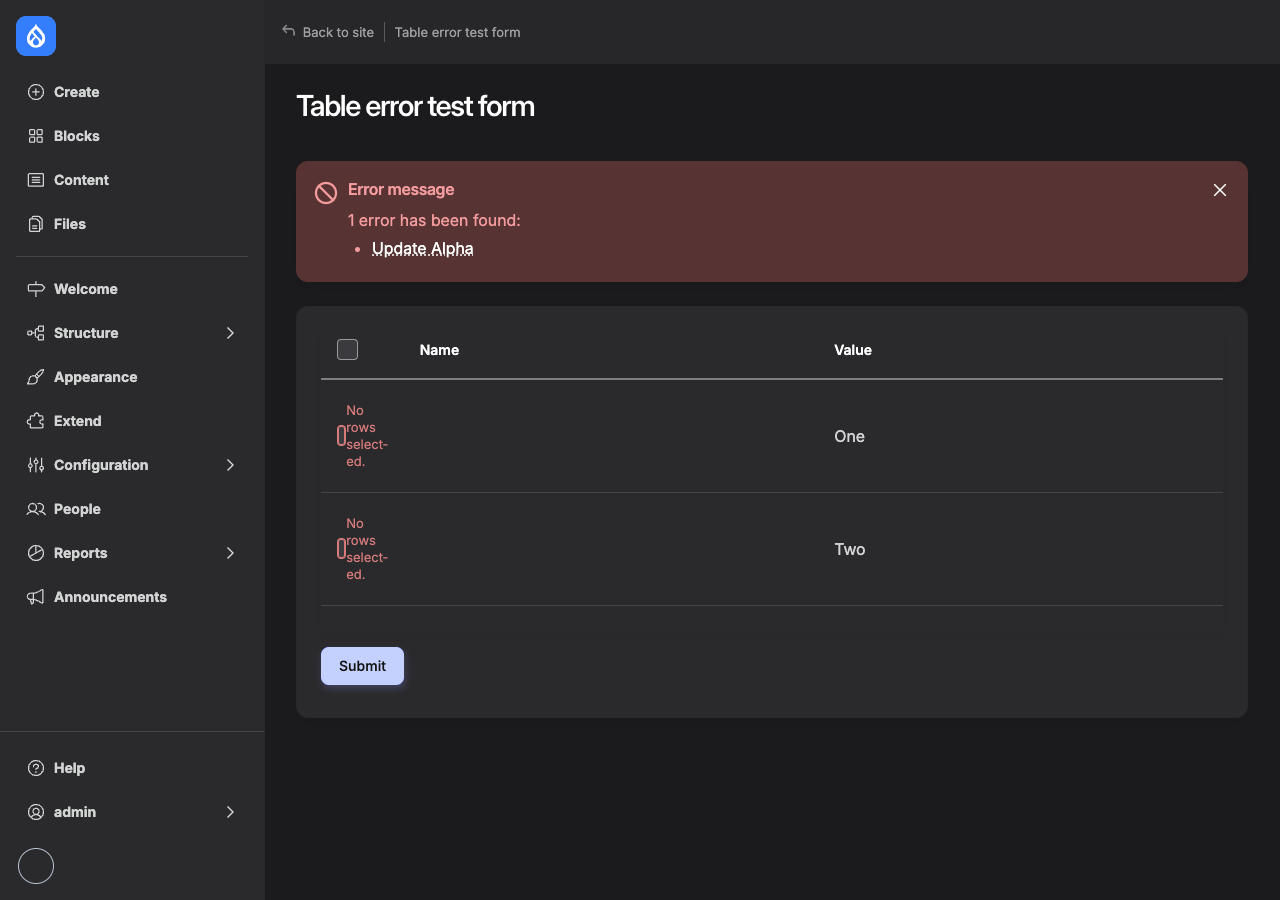 Back to site
Table error test form
Create
Blocks
Content
Files
Welcome
Structure
Appearance
Extend
Configuration
People
Reports
Announcements
Help
admin
Table error test form
Error message
1 error has been found:
Update Alpha
Name
Value
No
rows
select-
ed.
One
No
rows
select-
ed.
Two
Submit